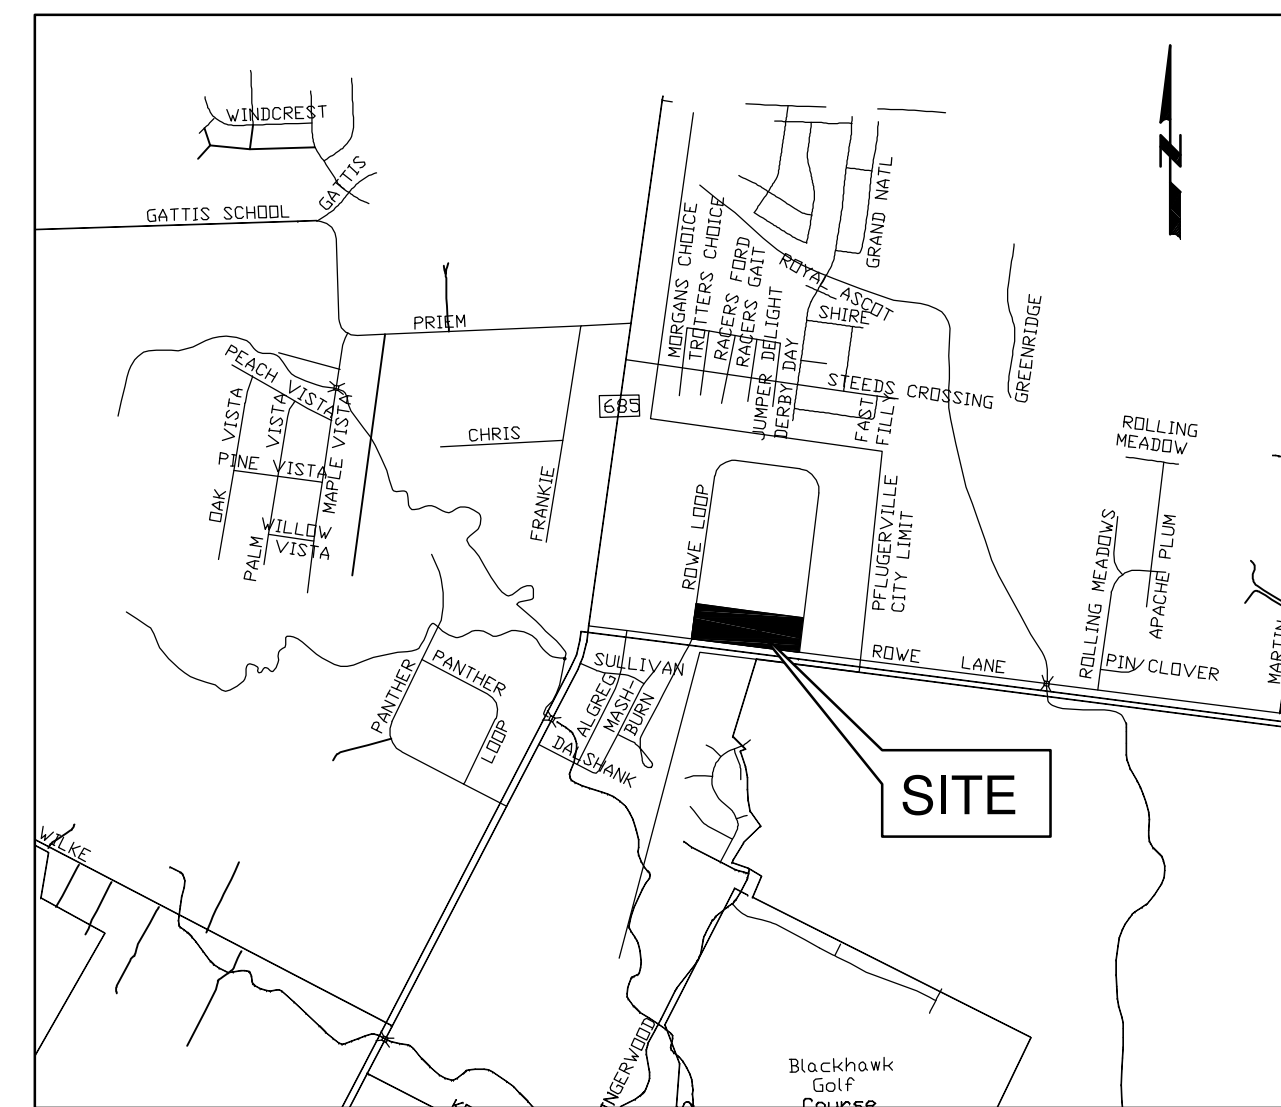 WINDCREST
GATTIS
GATTIS SCHOOL
GRAND NATL
MORGANS CHOICE
TROTTERS CHOICE
RACERS FORD
RACERS GAIT
ROYAL ASCOT
JUMPER DELIGHT
SHIRE
DERBY DAY
GREENRIDGE
PRIEM
PEACH VISTA
STEEDS CROSSING
685
FAST
FILLY
OAK VISTA
PALM VISTA
MAPLE VISTA
CHRIS
ROLLING
MEADOW
PINE VISTA
FRANKIE
WILLOW
VISTA
ROWE LOOP
PFLUGERVILLE
CITY LIMIT
ROLLING MEADOWS
APACHE PLUM
MARTIN
ROWE LANE
PIN/CLOVER
SULLIVAN
PANTHER
PANTHER
LOOP
ALGREG
MASH-
BURN
DALSHANK
SITE
WILKE
Blackhawk
Golf
Course
N